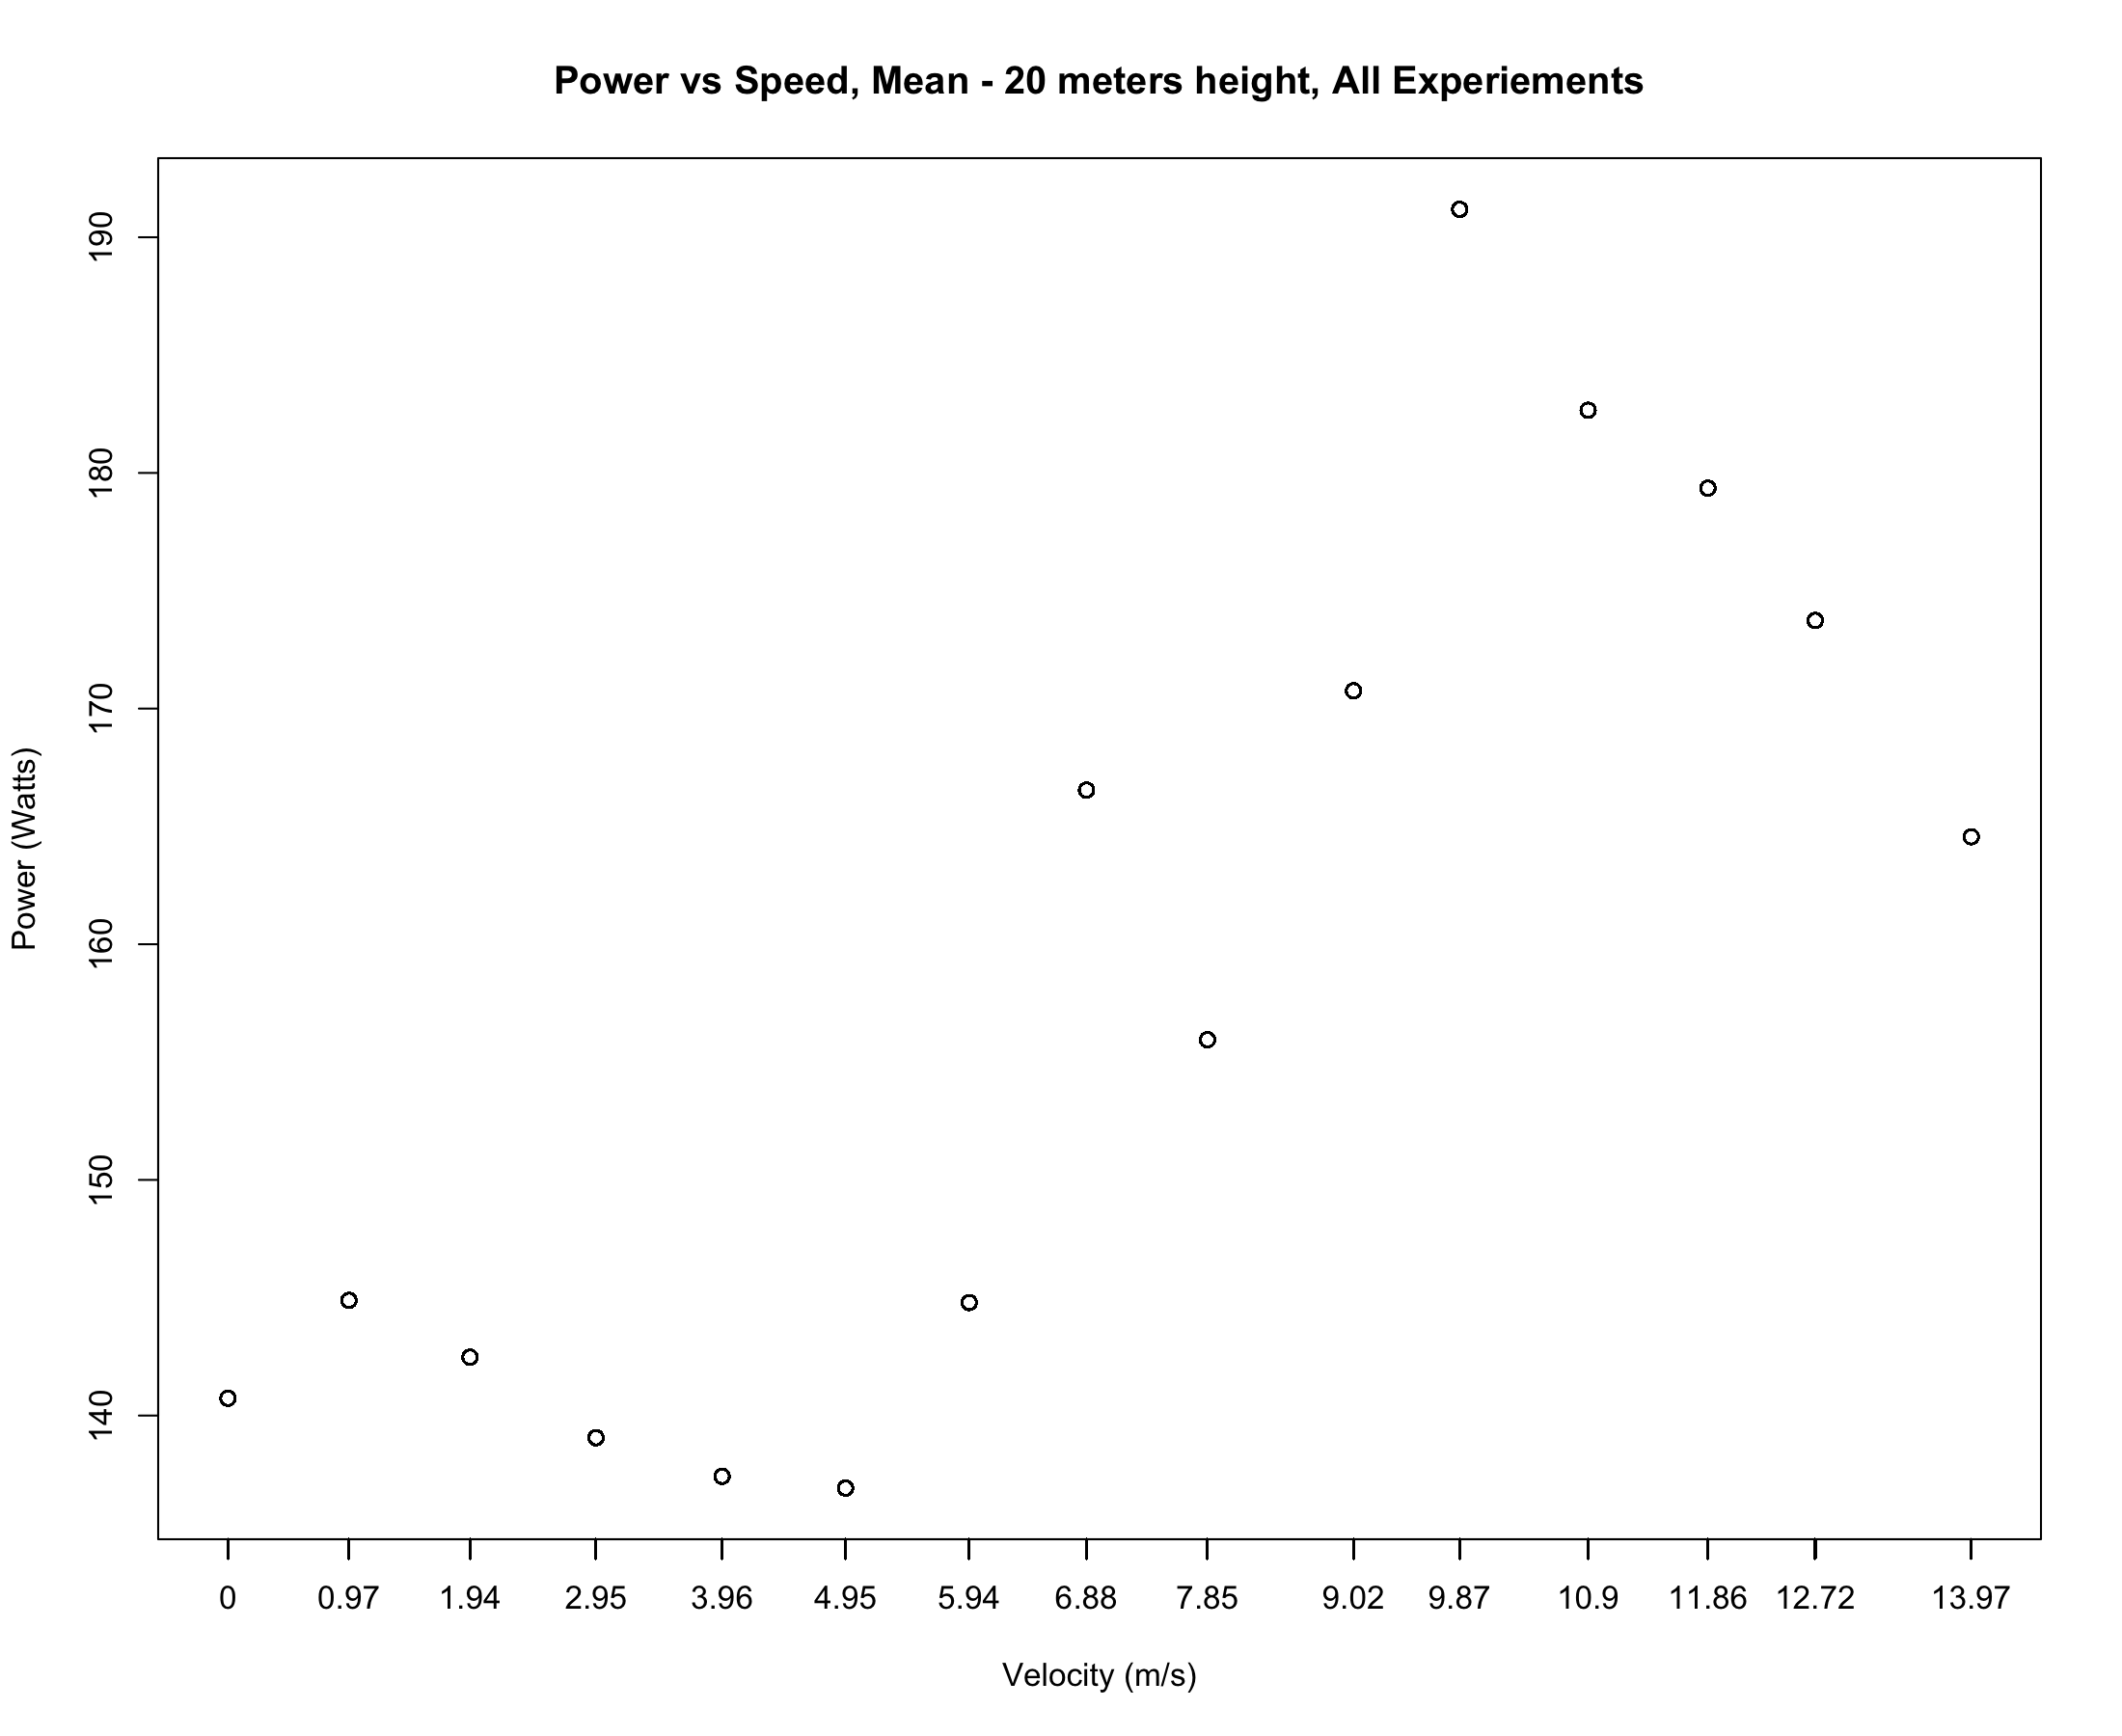 Power vs Speed, Mean - 20 meters height, All Experiements
190
180
170
160
150
140
Power (Watts)
0 0.97 1.94 2.95 3.96 4.95 5.94 6.88 7.85 9.02 9.87 10.9 11.86 12.72 13.97
Velocity (m/s)